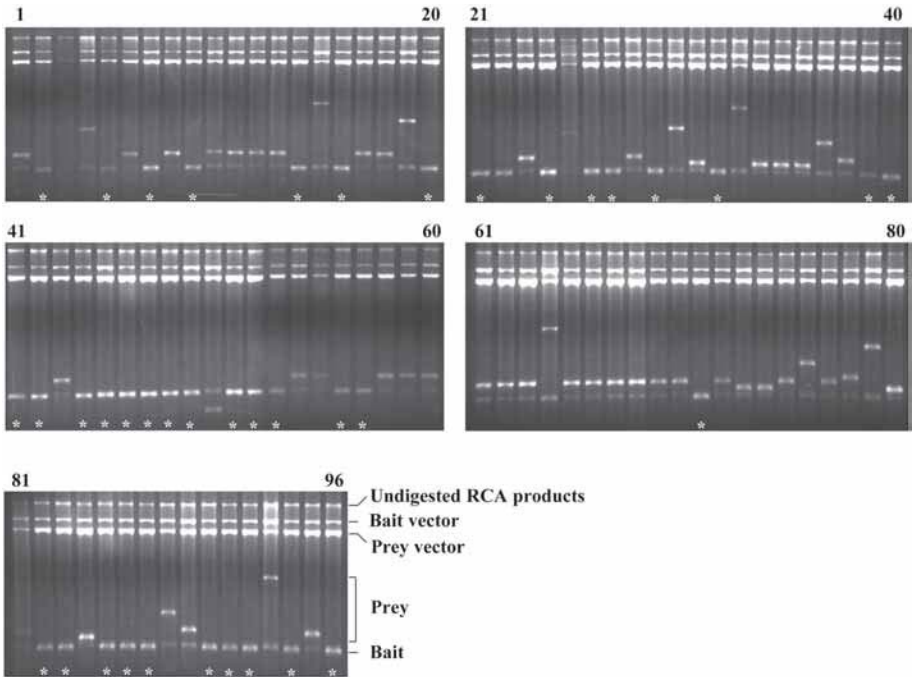 1 20
21 40
* * * * * * *
* * * * * * * *
41 60
61 80
* * * * * * * * * * * *
*
81 96
Undigested RCA products
Bait vector
Prey vector
Prey
Bait
* * * * * * * * * *